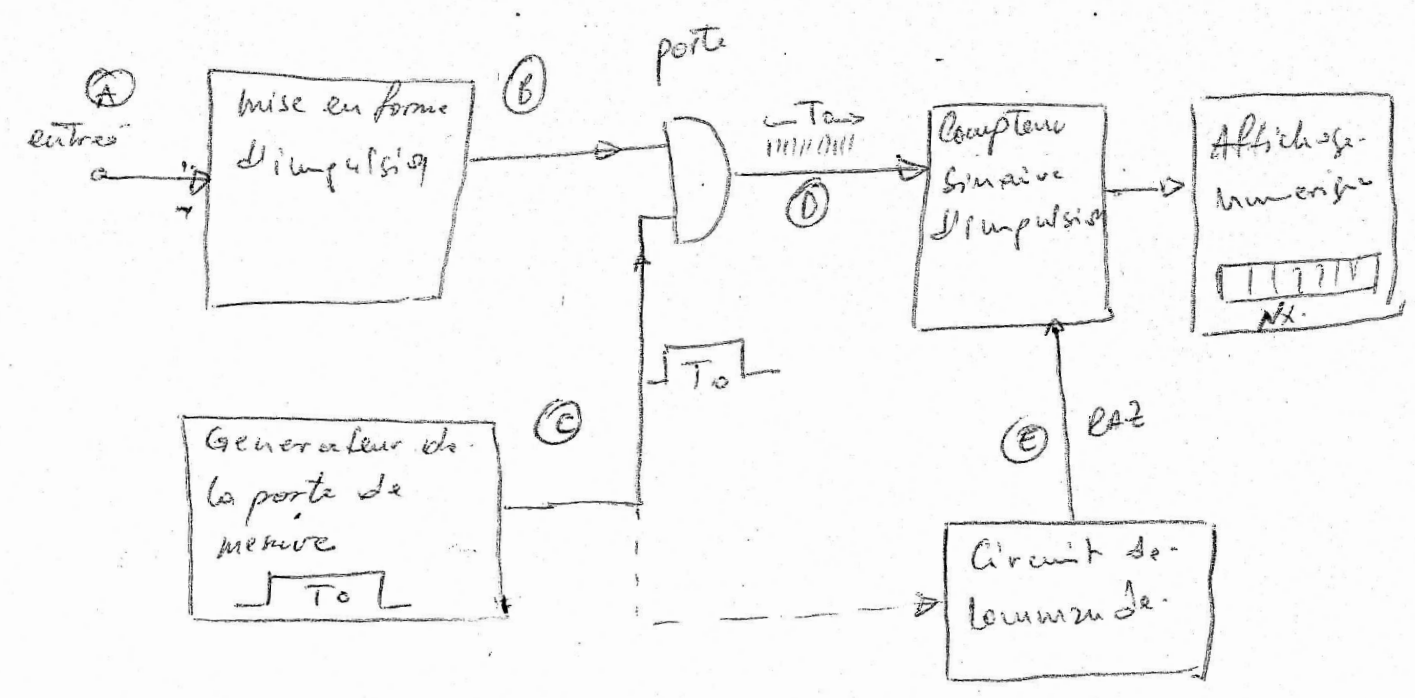 porte
A
entrée
mise en forme
d'impulsion
B
To
D
Compteur
binaire
d'impulsion
Affichage
numerique
Nx.
To
C
Generateur de
la porte de
mesure
To
E
RAZ
Circuit de
Commande